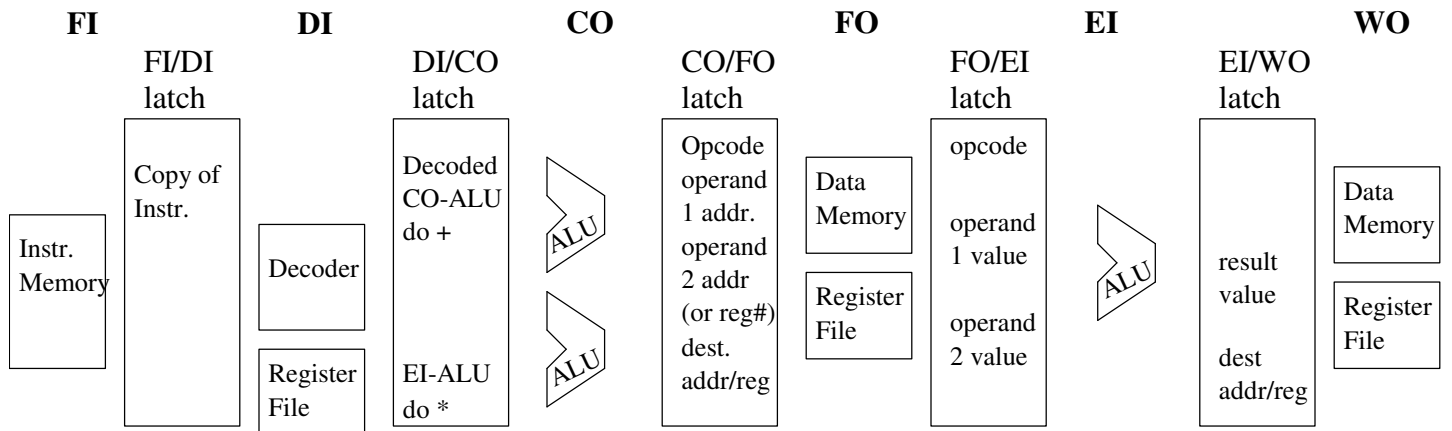 FI
DI
CO
FO
EI
WO
FI/DI
latch
DI/CO
latch
CO/FO
latch
FO/EI
latch
EI/WO
latch
Instr.
Memory
Copy of
Instr.
Decoder
Register
File
Decoded
CO-ALU
do +
EI-ALU
do *
ALU
ALU
Opcode
operand
1 addr.
operand
2 addr
(or reg#)
dest.
addr/reg
Data
Memory
Register
File
opcode
operand
1 value
operand
2 value
ALU
result
value
dest
addr/reg
Data
Memory
Register
File